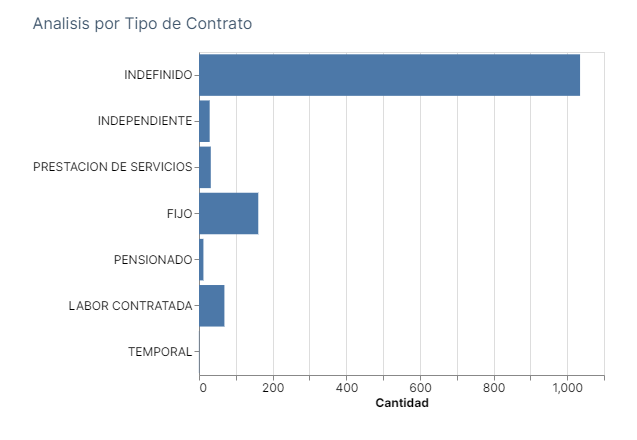 Analisis por Tipo de Contrato
INDEFINIDO
INDEPENDIENTE
PRESTACION DE SERVICIOS
FIJO
PENSIONADO
LABOR CONTRATADA
TEMPORAL
0 200 400 600 800 1,000
Cantidad